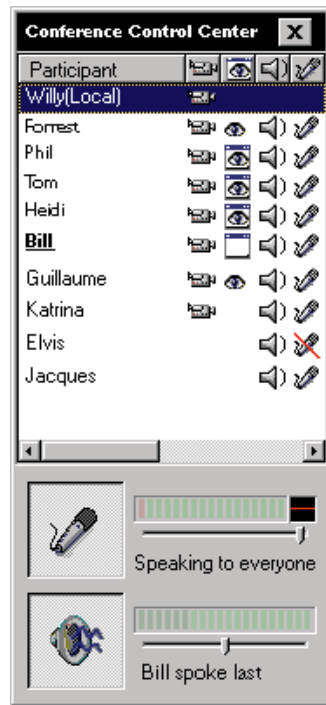 Conference Control Center X
Participant
Willy(Local)
Forrest
Phil
Tom
Heidi
Bill
Guillaume
Katrina
Elvis
Jacques
Speaking to everyone
Bill spoke last